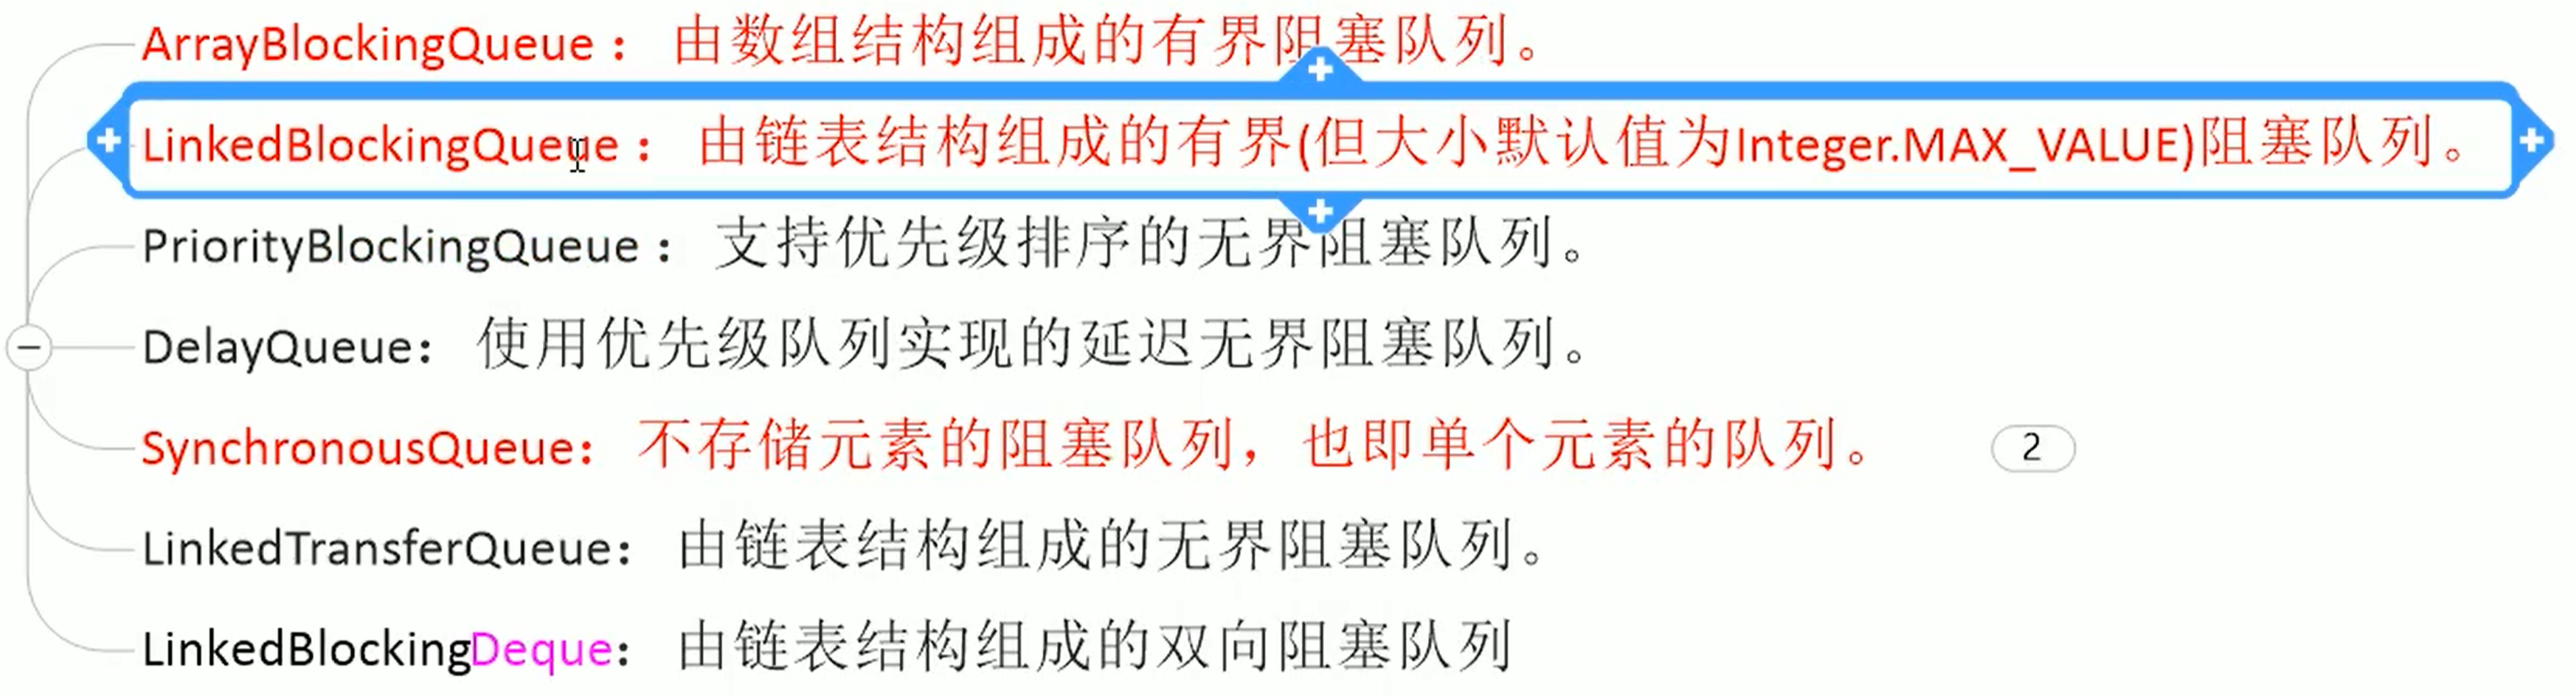 ArrayBlockingQueue： 由数组结构组成的有界阻塞队列。
LinkedBlockingQueue： 由链表结构组成的有界(但大小默认值为Integer.MAX_VALUE)阻塞队列。
PriorityBlockingQueue： 支持优先级排序的无界阻塞队列。
DelayQueue： 使用优先级队列实现的延迟无界阻塞队列。
SynchronousQueue： 不存储元素的阻塞队列，也即单个元素的队列。 2
LinkedTransferQueue： 由链表结构组成的无界阻塞队列。
LinkedBlockingDeque： 由链表结构组成的双向阻塞队列